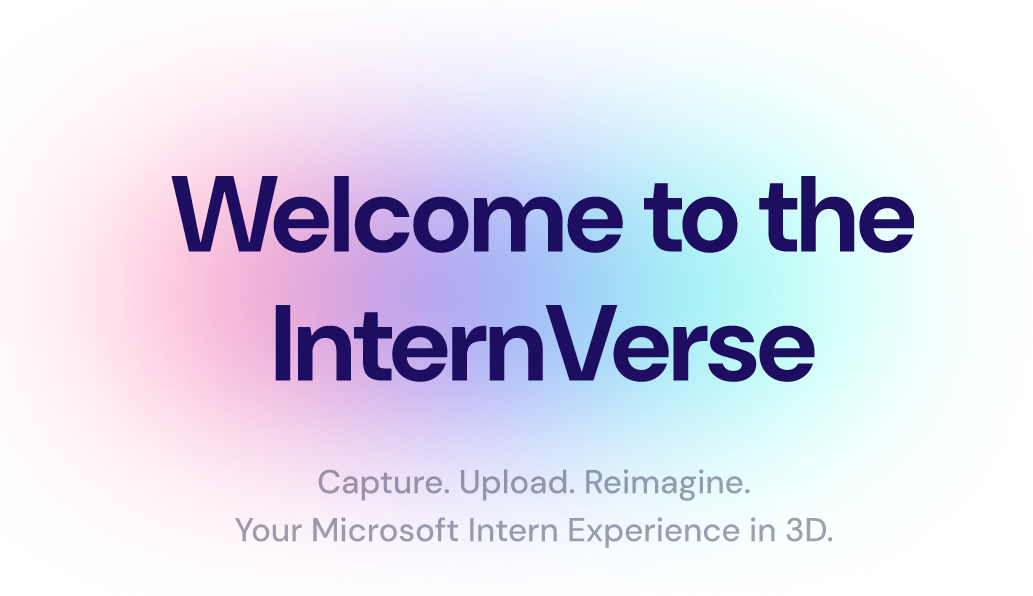 Welcome to the
InternVerse
Capture. Upload. Reimagine.
Your Microsoft Intern Experience in 3D.